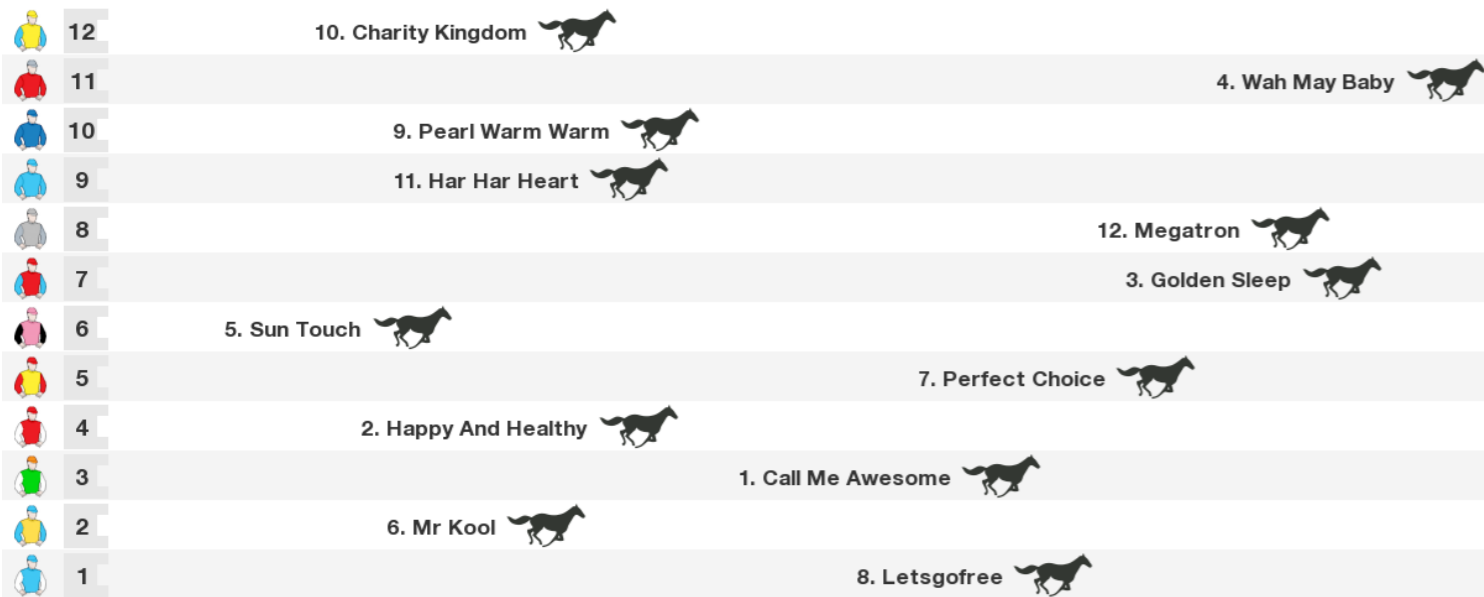 12 10. Charity Kingdom
11 4. Wah May Baby
10 9. Pearl Warm Warm
9 11. Har Har Heart
8 12. Megatron
7 3. Golden Sleep
6 5. Sun Touch
5 7. Perfect Choice
4 2. Happy And Healthy
3 1. Call Me Awesome
2 6. Mr Kool
1 8. Letsgofree